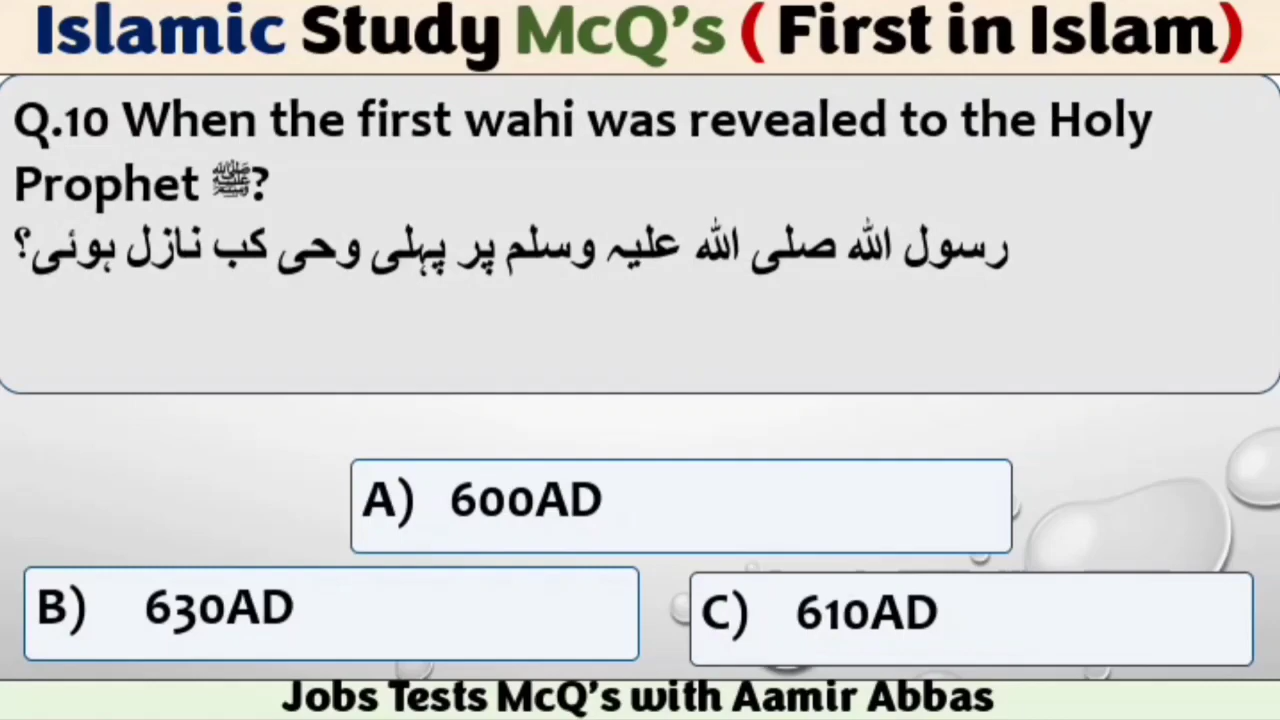 Islamic Study McQ's ( First in Islam)
Q.10 When the first wahi was revealed to the Holy
Prophet ﷺ?
رسول اللہ صلی اللہ علیہ وسلم پر پہلی وحی کب نازل ہوئی؟
A) 600AD
B) 630AD
C) 610AD
Jobs Tests McQ's with Aamir Abbas